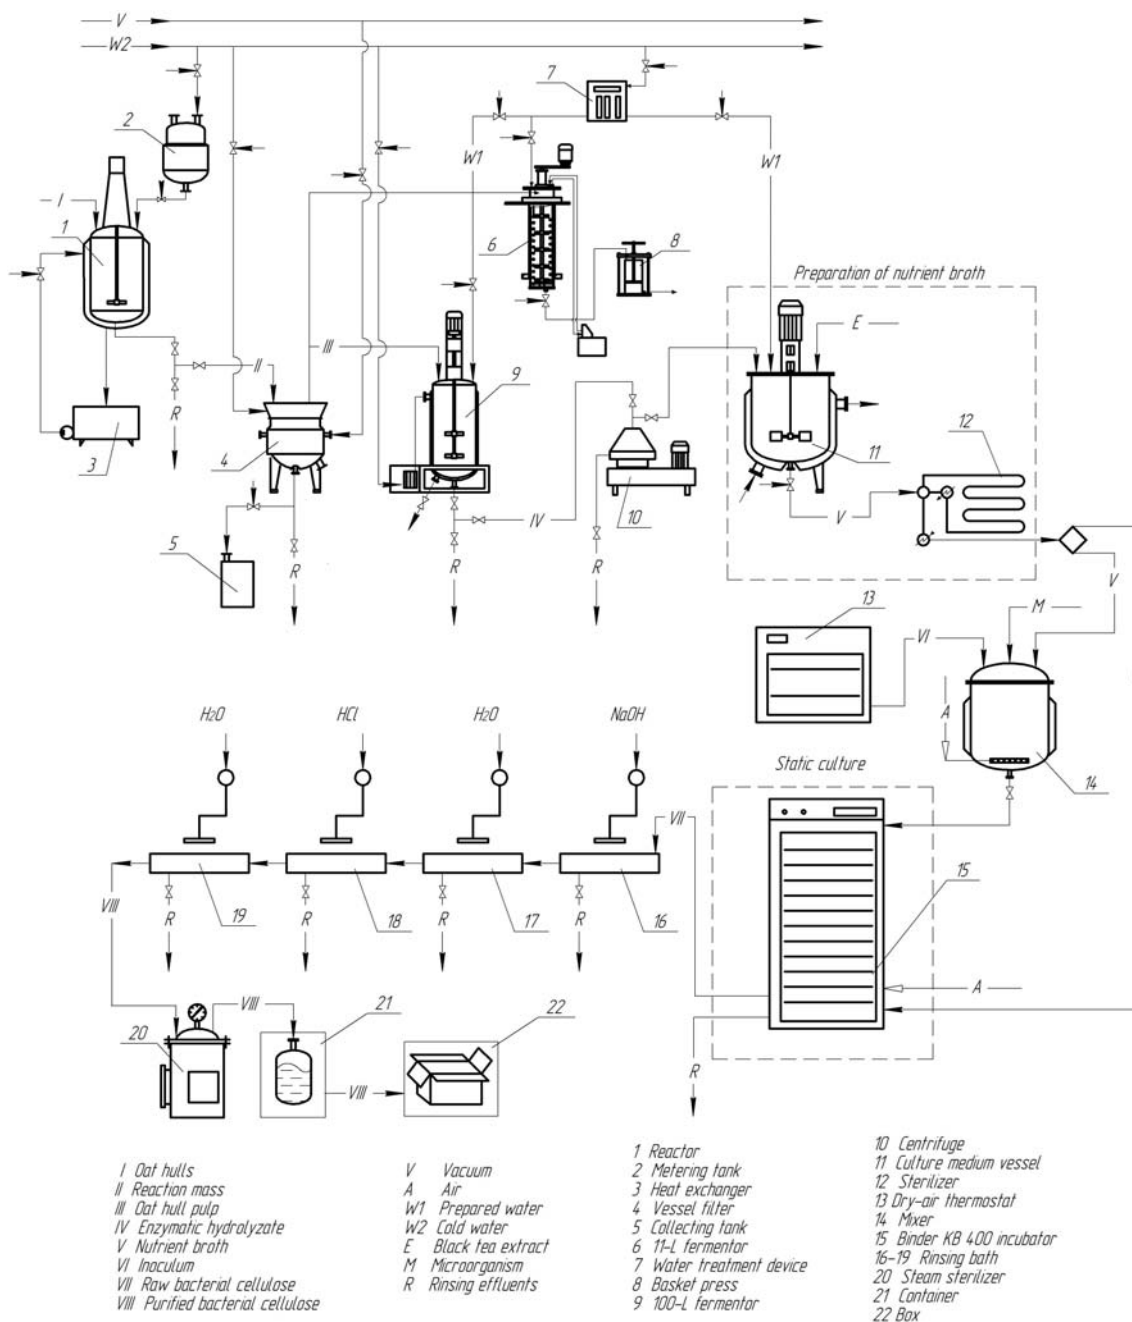 V
W2
7
2
W1
W1
I
1
6
8
Preparation of nutrient broth
E
III
II
9
12
R
3
4
11
10
IV
V
5
R
R
R
V
13
M
VI
H2O
HCl
H2O
NaOH
A
Static culture
14
VII
15
VIII
R
19
R
18
R
17
R
16
A
VIII
21
22
20
VIII
R
I Oat hulls
II Reaction mass
III Oat hull pulp
IV Enzymatic hydrolyzate
V Nutrient broth
VI Inoculum
VII Raw bacterial cellulose
VIII Purified bacterial cellulose
V Vacuum
A Air
W1 Prepared water
W2 Cold water
E Black tea extract
M Microorganism
R Rinsing effluents
1 Reactor
2 Metering tank
3 Heat exchanger
4 Vessel filter
5 Collecting tank
6 11-L fermentor
7 Water treatment device
8 Basket press
9 100-L fermentor
10 Centrifuge
11 Culture medium vessel
12 Sterilizer
13 Dry-air thermostat
14 Mixer
15 Binder KB 400 incubator
16-19 Rinsing bath
20 Steam sterilizer
21 Container
22 Box